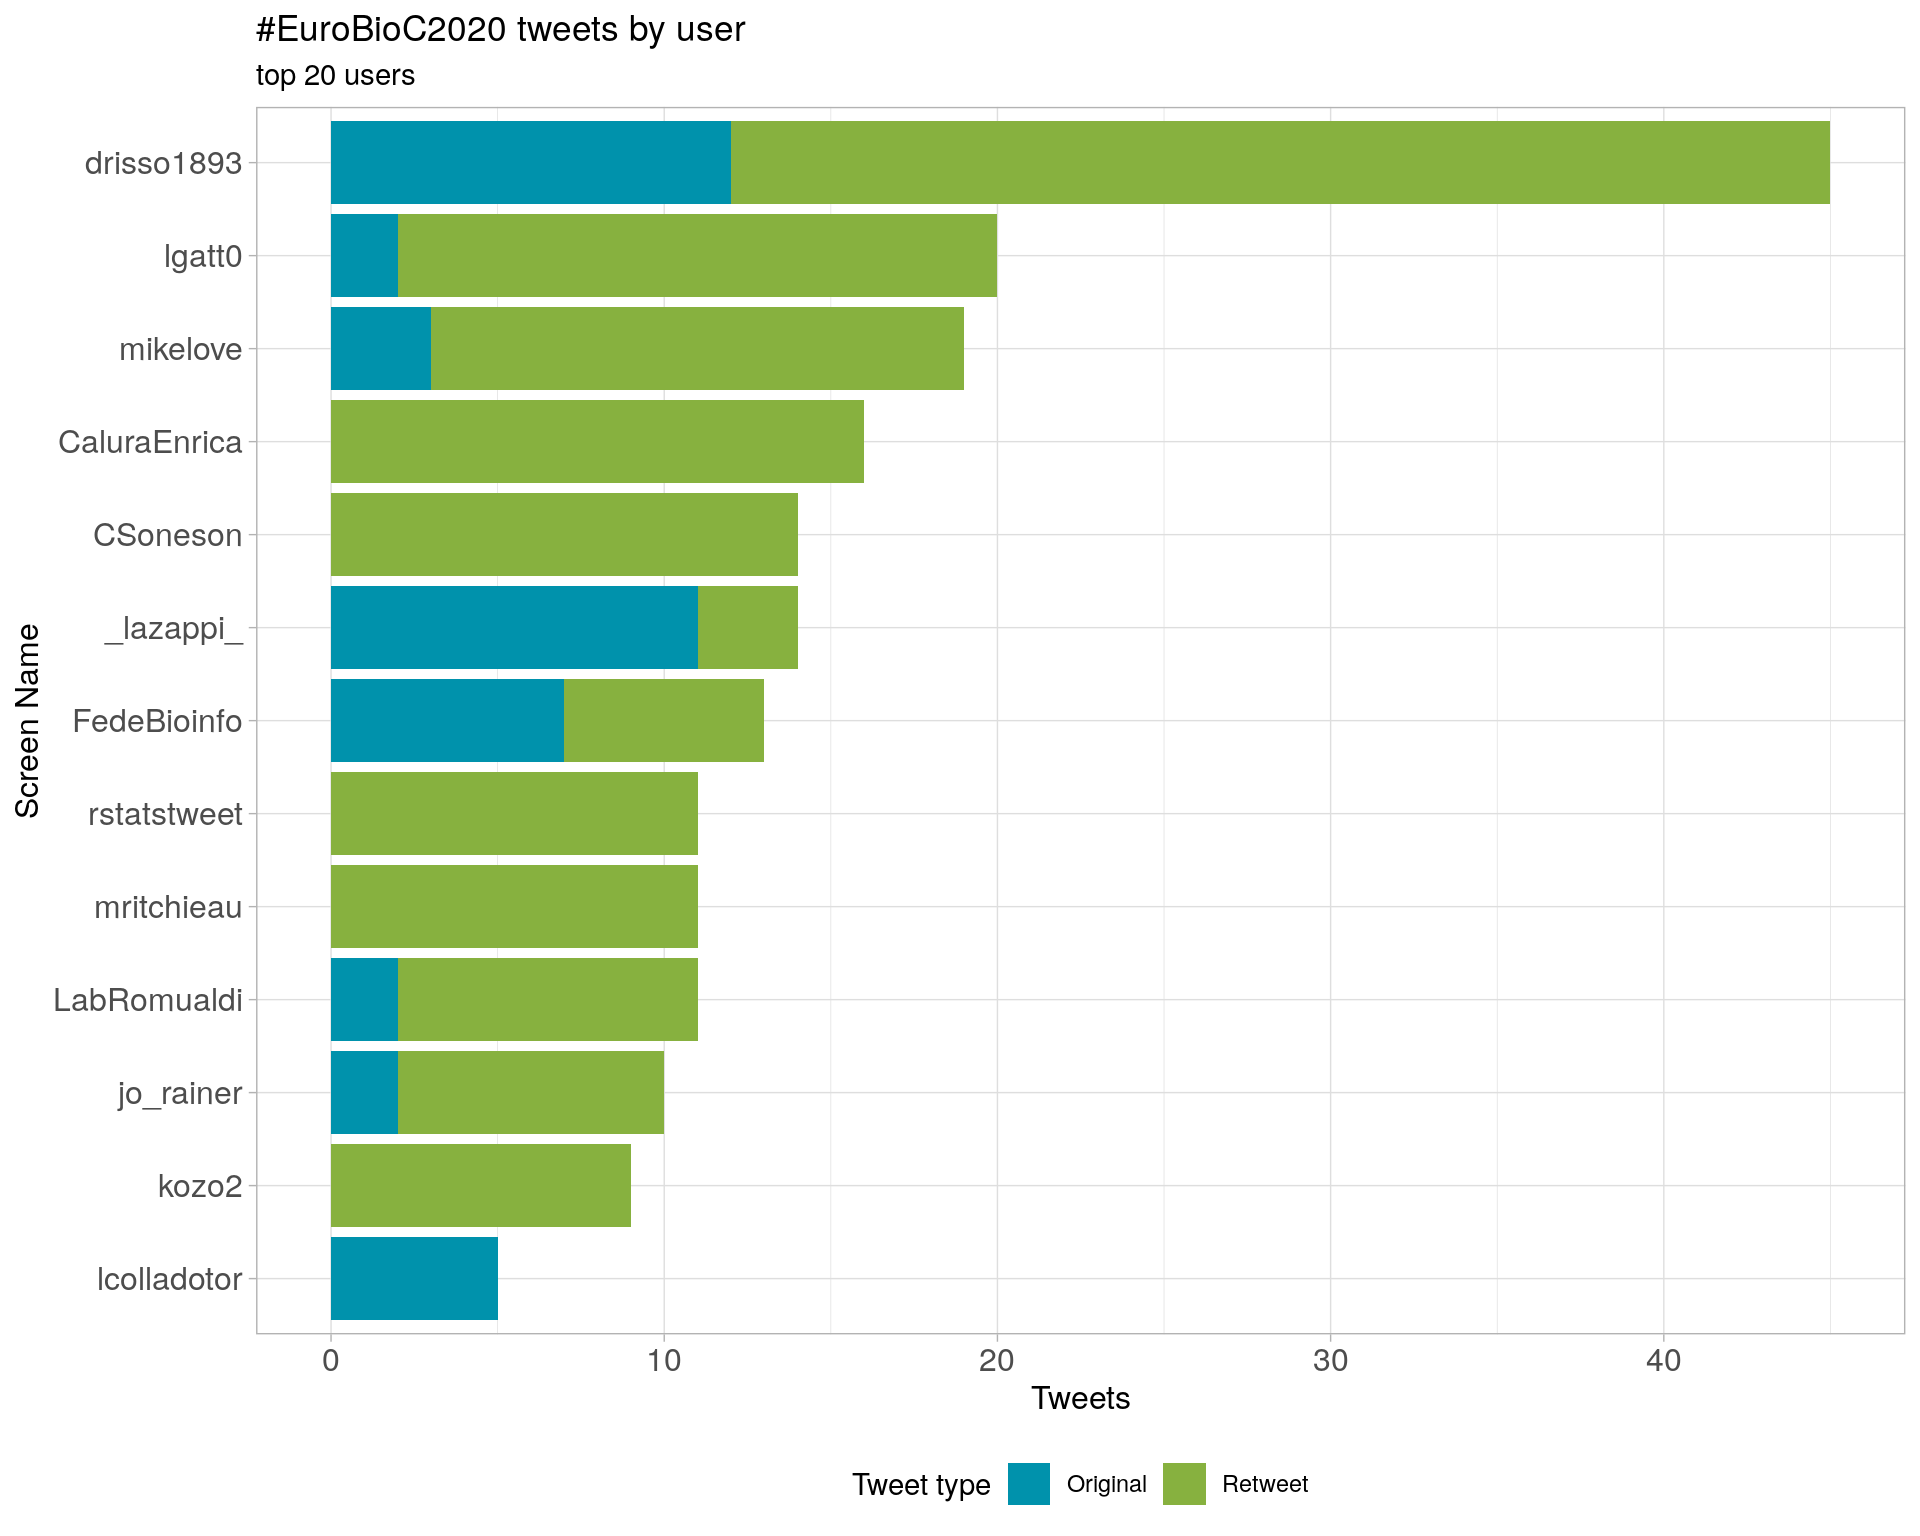 #EuroBioC2020 tweets by user
top 20 users
Screen Name
drisso1893
lgatt0
mikelove
CaluraEnrica
CSoneson
_lazappi_
FedeBioinfo
rstatstweet
mritchieau
LabRomualdi
jo_rainer
kozo2
lcolladotor
0 10 20 30 40
Tweets
Tweet type Original Retweet